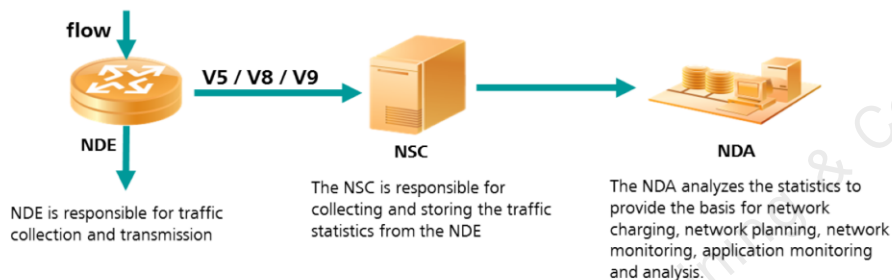 flow
V5 / V8 / V9
NDE
NSC
NDA
NDE is responsible for traffic
collection and transmission
The NSC is responsible for
collecting and storing the traffic
statistics from the NDE
The NDA analyzes the statistics to
provide the basis for network
charging, network planning, network
monitoring, application monitoring
and analysis.